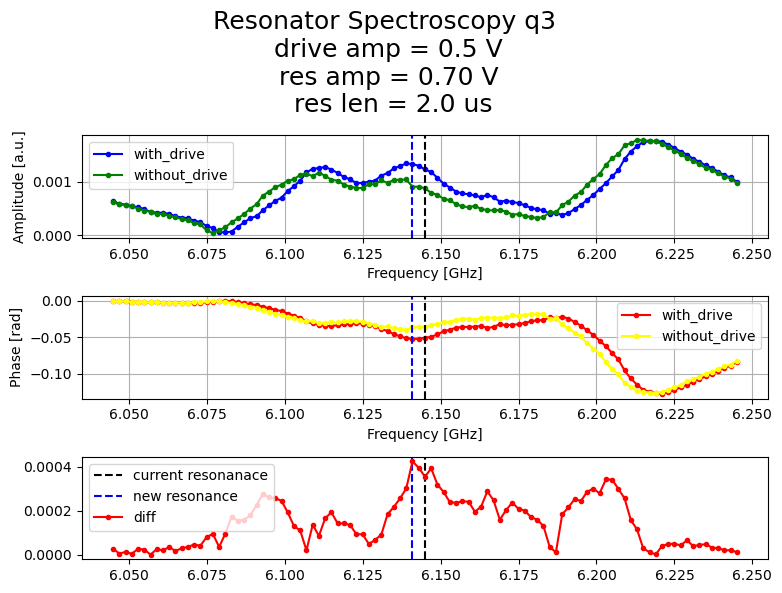 Resonator Spectroscopy q3
drive amp = 0.5 V
res amp = 0.70 V
res len = 2.0 us
Amplitude [a.u.]
0.001
0.000
with_drive
without_drive
6.050 6.075 6.100 6.125 6.150 6.175 6.200 6.225 6.250
Frequency [GHz]
Phase [rad]
0.00
−0.05
−0.10
with_drive
without_drive
6.050 6.075 6.100 6.125 6.150 6.175 6.200 6.225 6.250
Frequency [GHz]
0.0004
0.0002
0.0000
current resonanace
new resonance
diff
6.050 6.075 6.100 6.125 6.150 6.175 6.200 6.225 6.250